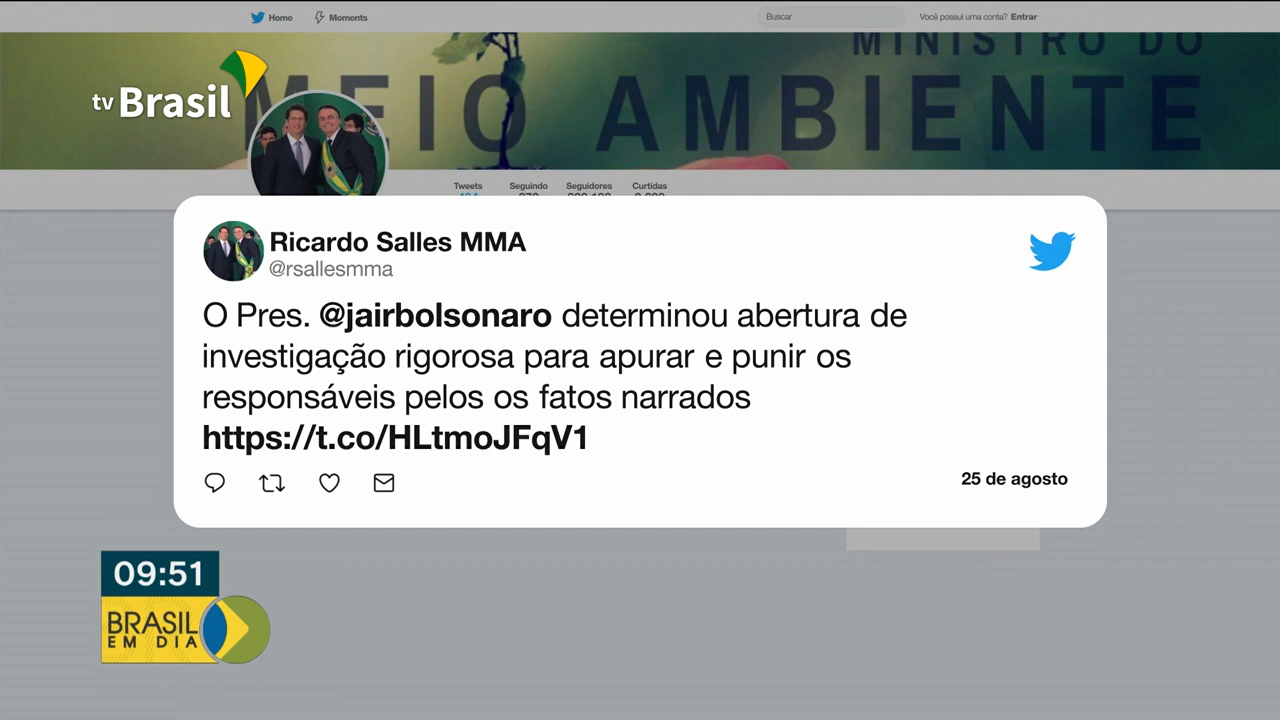 Home Moments Buscar Você possui uma conta? Entrar
MINISTRO DO
MEIO AMBIENTE
tv Brasil
Tweets Seguindo Seguidores Curtidas
Ricardo Salles MMA
@rsallesmma
O Pres. @jairbolsonaro determinou abertura de
investigação rigorosa para apurar e punir os
responsáveis pelos os fatos narrados
https://t.co/HLtmoJFqV1
25 de agosto
09:51
BRASIL
EM DIA